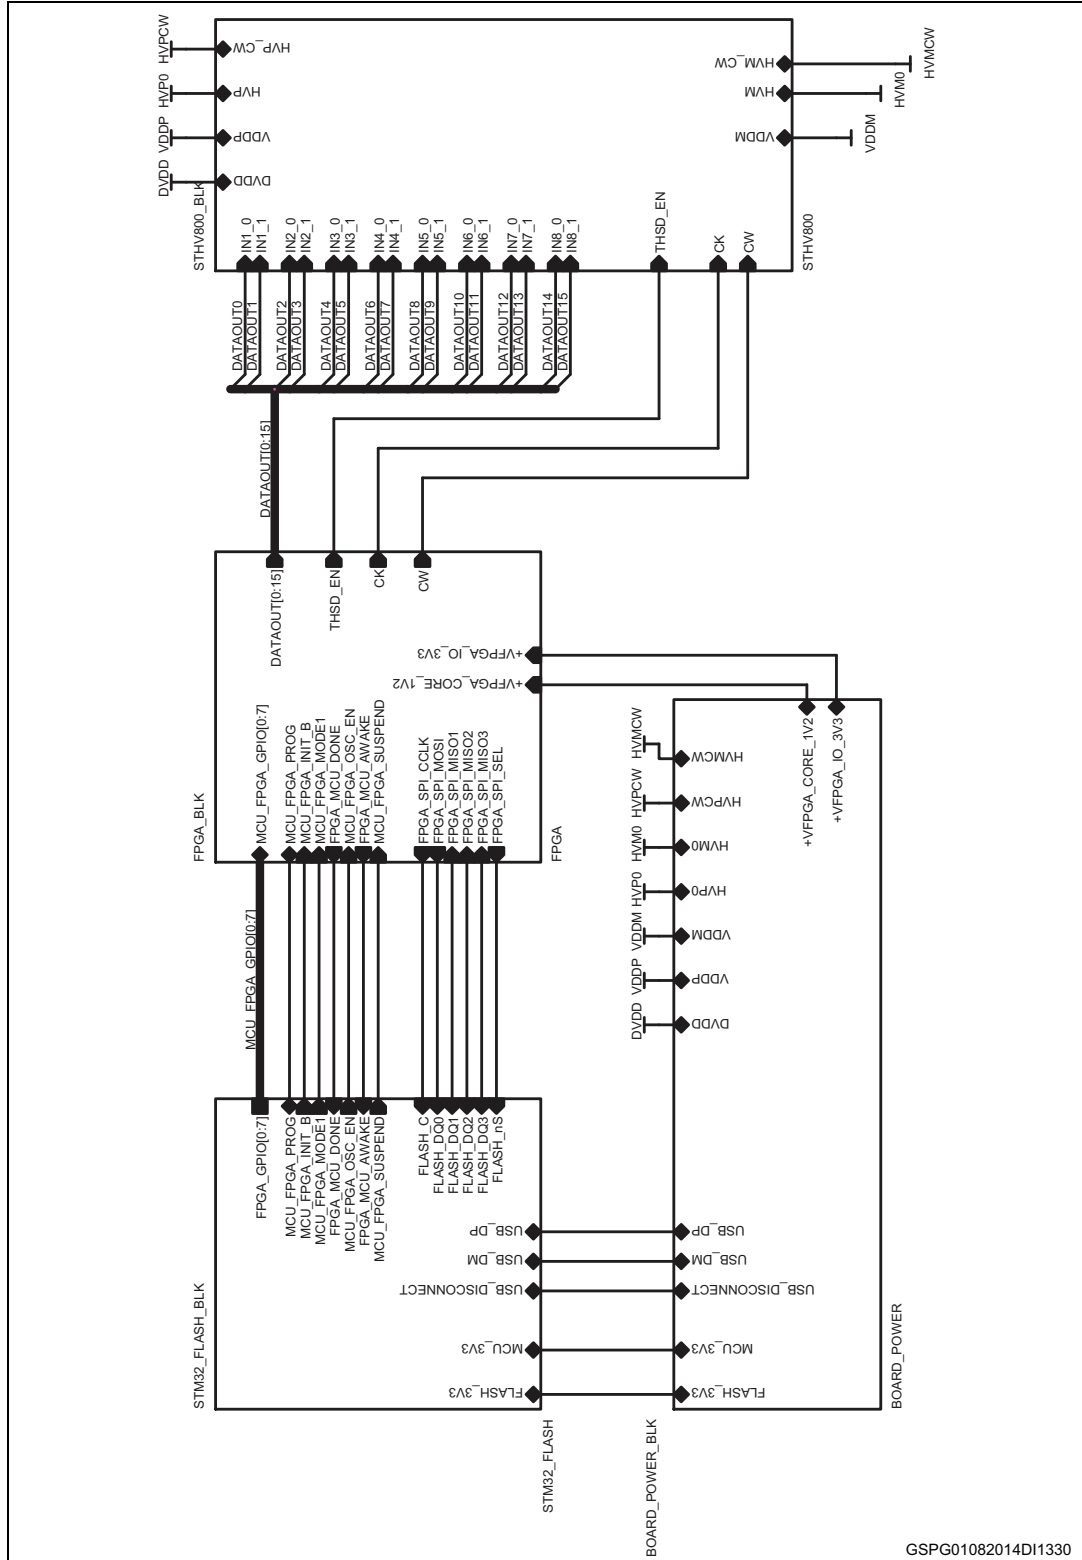 HVPCW
HVP0
VDDP
DVDD
HVP_CW
HVP
VDDP
DVDD
STHV800_BLK
HVM_CW
HVM
VDDM
HVMCW
HVM0
VDDM
IN1_0
IN1_1
IN2_0
IN2_1
IN3_0
IN3_1
IN4_0
IN4_1
IN5_0
IN5_1
IN6_0
IN6_1
IN7_0
IN7_1
IN8_0
IN8_1
THSD_EN
CK
CW
STHV800
DATAOUT0
DATAOUT1
DATAOUT2
DATAOUT3
DATAOUT4
DATAOUT5
DATAOUT6
DATAOUT7
DATAOUT8
DATAOUT9
DATAOUT10
DATAOUT11
DATAOUT12
DATAOUT13
DATAOUT14
DATAOUT15
DATAOUT[0:15]
DATAOUT[0:15]
THSD_EN
CK
CW
+VFPGA_IO_3V3
+VFPGA_CORE_1V2
FPGA_BLK
MCU_FPGA_GPIO[0:7]
MCU_FPGA_PROG
MCU_FPGA_INIT_B
MCU_FPGA_MODE1
FPGA_MCU_DONE
MCU_FPGA_OSC_EN
FPGA_MCU_AWAKE
MCU_FPGA_SUSPEND
FPGA_SPI_CCLK
FPGA_SPI_MOSI
FPGA_SPI_MISO1
FPGA_SPI_MISO2
FPGA_SPI_MISO3
FPGA_SPI_SEL
FPGA
MCU_FPGA_GPIO[0:7]
STM32_FLASH_BLK
FPGA_GPIO[0:7]
MCU_FPGA_PROG
MCU_FPGA_INIT_B
MCU_FPGA_MODE1
FPGA_MCU_DONE
MCU_FPGA_OSC_EN
FPGA_MCU_AWAKE
MCU_FPGA_SUSPEND
FLASH_C
FLASH_DQ0
FLASH_DQ1
FLASH_DQ2
FLASH_DQ3
FLASH_nS
USB_DP
USB_DM
USB_DISCONNECT
MCU_3V3
FLASH_3V3
STM32_FLASH
HVMCW
HVPCW
HVM0
HVP0
VDDM
VDDP
DVDD
HVMCW
HVPCW
HVM0
HVP0
VDDM
VDDP
DVDD
+VFPGA_CORE_1V2
+VFPGA_IO_3V3
USB_DP
USB_DM
USB_DISCONNECT
MCU_3V3
FLASH_3V3
BOARD_POWER_BLK
BOARD_POWER
GSPG01082014DI1330